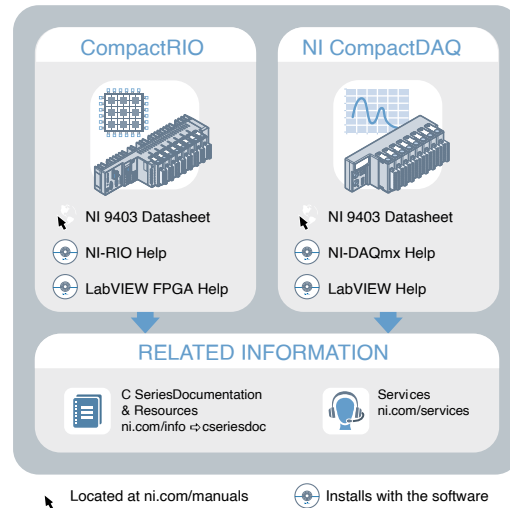 CompactRIO
NI 9403 Datasheet
NI-RIO Help
LabVIEW FPGA Help
NI CompactDAQ
NI 9403 Datasheet
NI-DAQmx Help
LabVIEW Help
RELATED INFORMATION
C SeriesDocumentation
& Resources
ni.com/info ⇨ cseriesdoc
Services
ni.com/services
Located at ni.com/manuals
Installs with the software